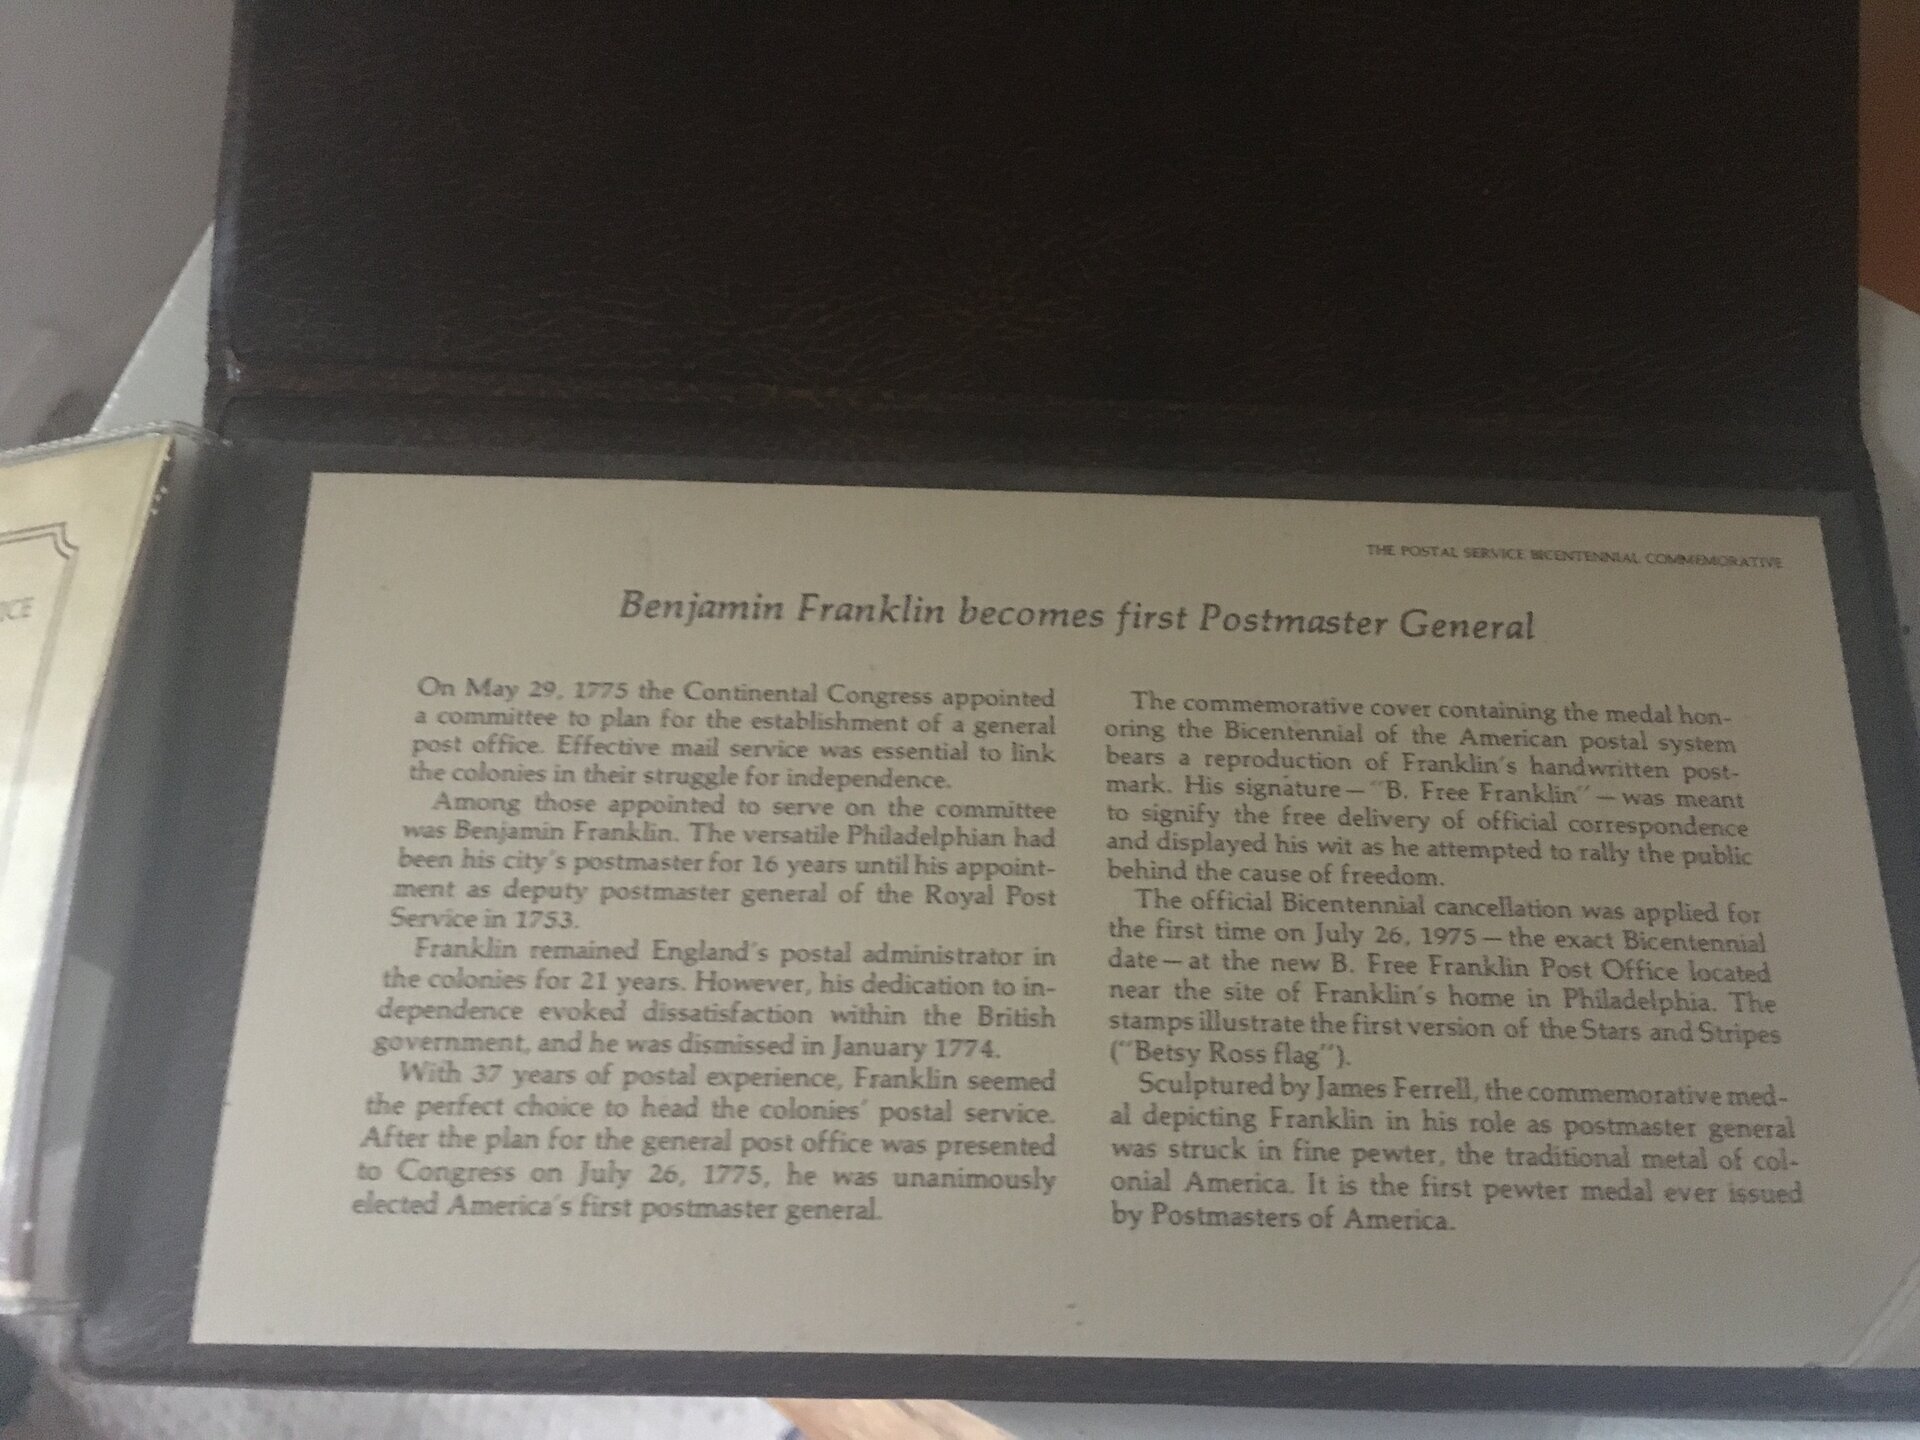 THE POSTAL SERVICE BICENTENNIAL COMMEMORATIVE
Benjamin Franklin becomes first Postmaster General
On May 29, 1775 the Continental Congress appointed
a committee to plan for the establishment of a general
post office. Effective mail service was essential to link
the colonies in their struggle for independence.
Among those appointed to serve on the committee
was Benjamin Franklin. The versatile Philadelphian had
been his city's postmaster for 16 years until his appoint-
ment as deputy postmaster general of the Royal Post
Service in 1753.
Franklin remained England's postal administrator in
the colonies for 21 years. However, his dedication to in-
dependence evoked dissatisfaction within the British
government, and he was dismissed in January 1774.
With 37 years of postal experience, Franklin seemed
the perfect choice to head the colonies' postal service.
After the plan for the general post office was presented
to Congress on July 26, 1775, he was unanimously
elected America's first postmaster general.
The commemorative cover containing the medal hon-
oring the Bicentennial of the American postal system
bears a reproduction of Franklin's handwritten post-
mark. His signature—"B. Free Franklin"—was meant
to signify the free delivery of official correspondence
and displayed his wit as he attempted to rally the public
behind the cause of freedom.
The official Bicentennial cancellation was applied for
the first time on July 26, 1975—the exact Bicentennial
date—at the new B. Free Franklin Post Office located
near the site of Franklin's home in Philadelphia. The
stamps illustrate the first version of the Stars and Stripes
("Betsy Ross flag").
Sculptured by James Ferrell, the commemorative med-
al depicting Franklin in his role as postmaster general
was struck in fine pewter, the traditional metal of col-
onial America. It is the first pewter medal ever issued
by Postmasters of America.